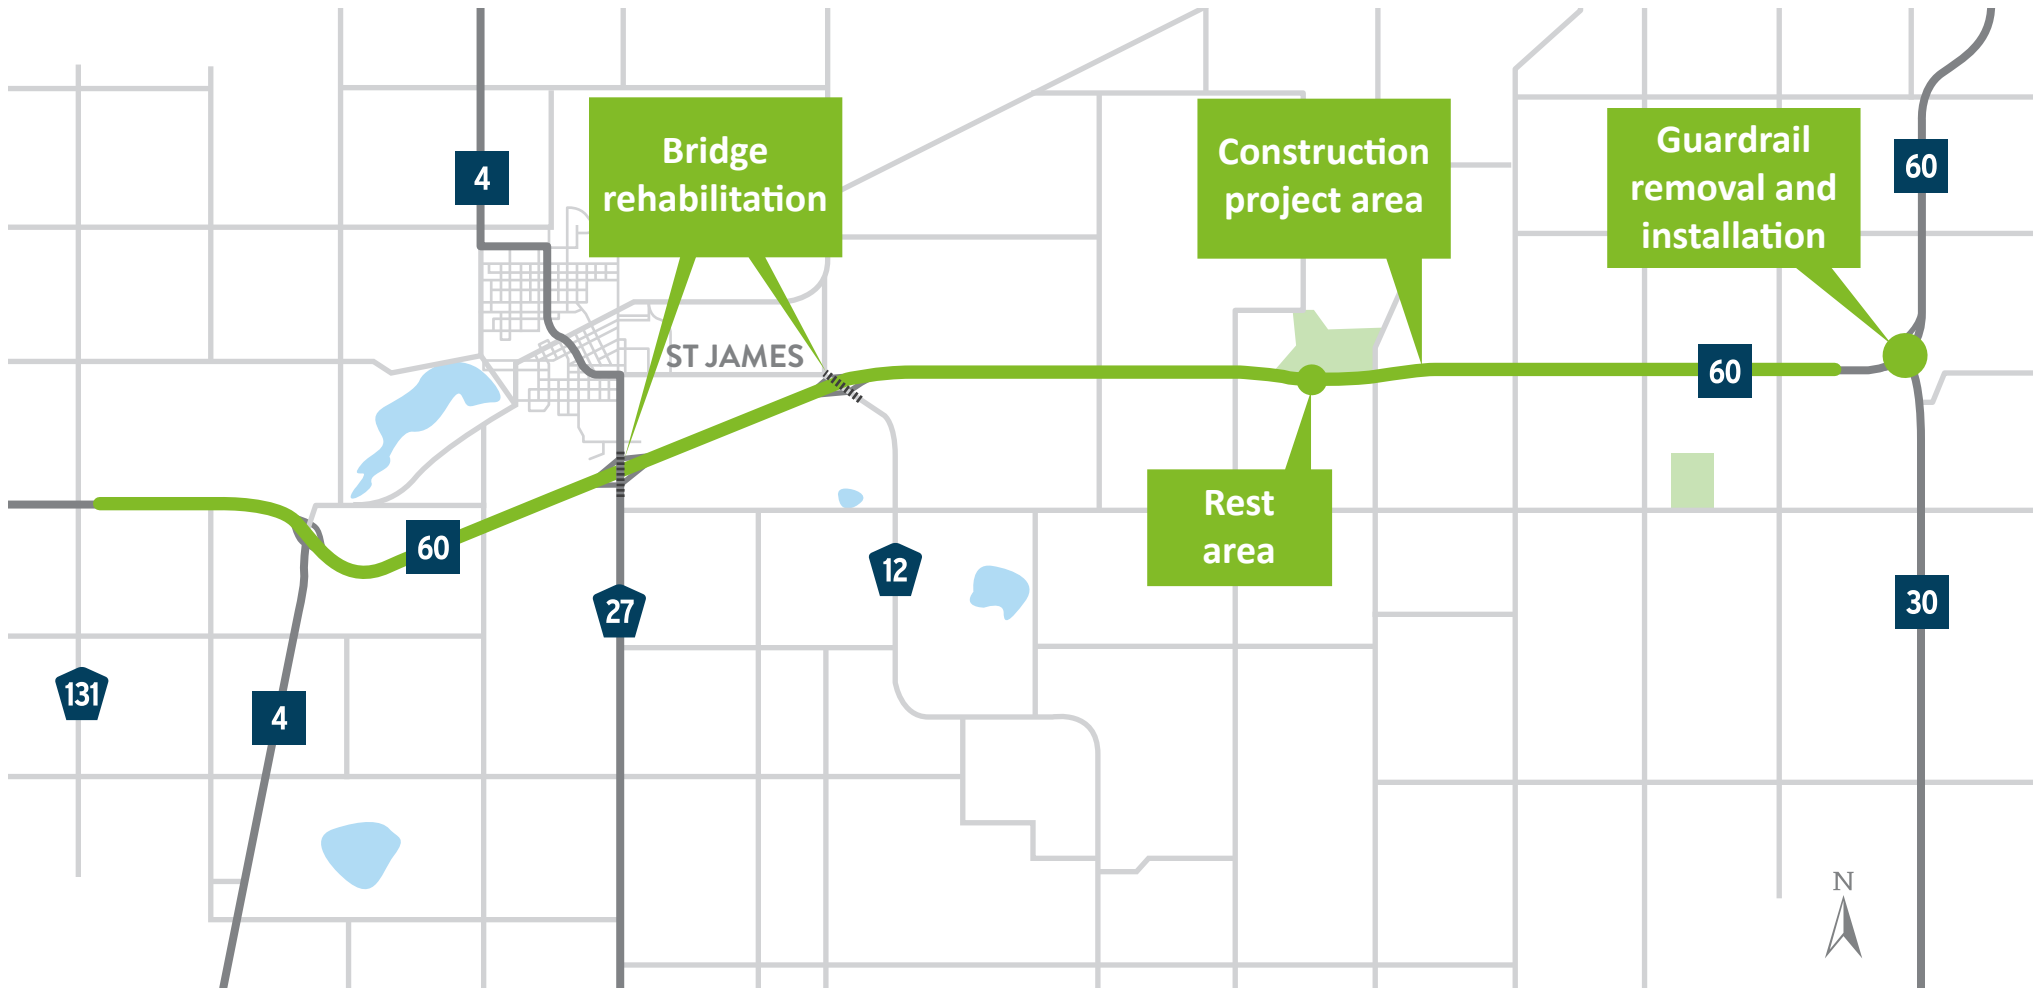 Bridge
rehabilitation
Construction
project area
Guardrail
removal and
installation
4
60
ST JAMES
60
Rest
area
60
12
27
30
131
4
N